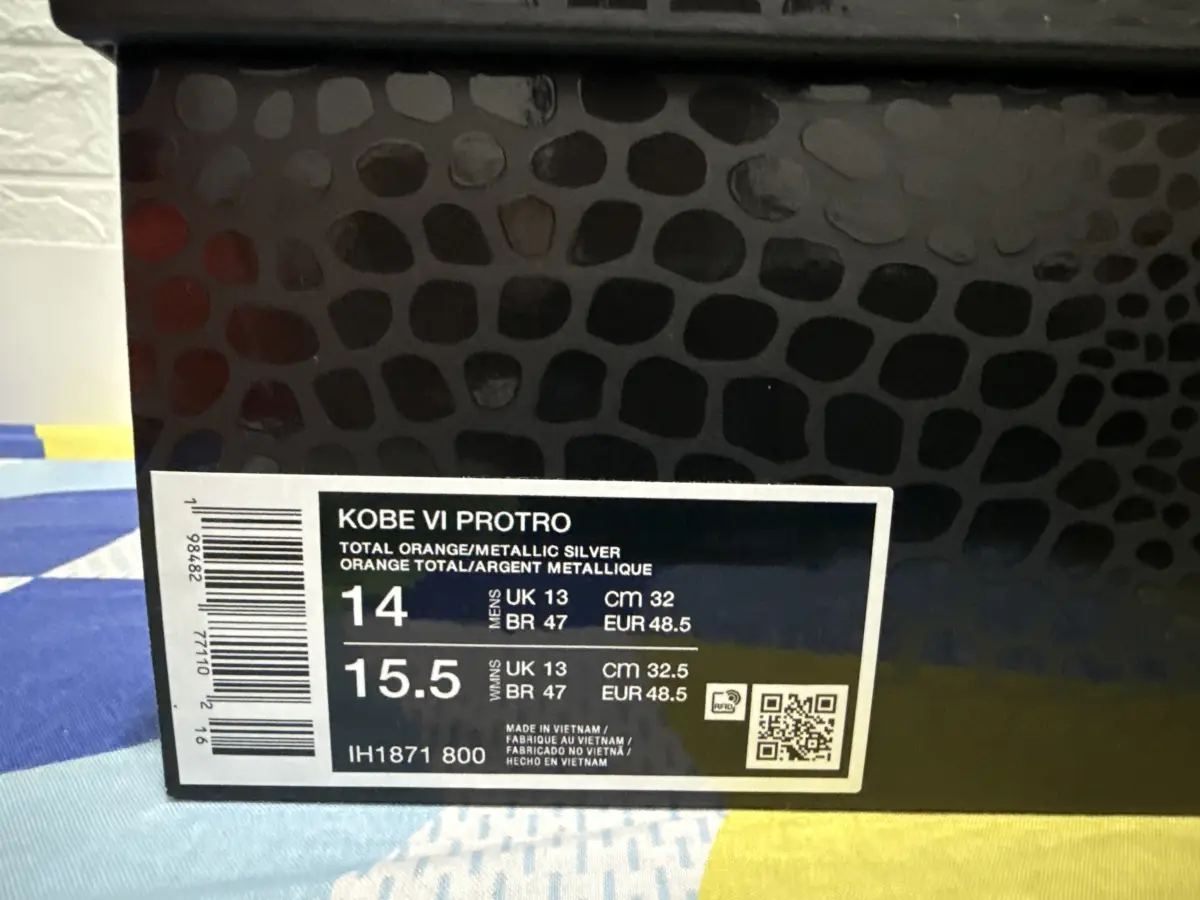 KOBE VI PROTRO
TOTAL ORANGE/METALLIC SILVER
ORANGE TOTAL/ARGENT METALLIQUE
14
MENS
UK 13
cm 32
BR 47
EUR 48.5
15.5
WMNS
UK 13
cm 32.5
BR 47
EUR 48.5
RFID
IH1871 800
MADE IN VIETNAM /
FABRIQUE AU VIETNAM /
FABRICADO NO VIETNÃ /
HECHO EN VIETNAM
1 98482 77110 2 16